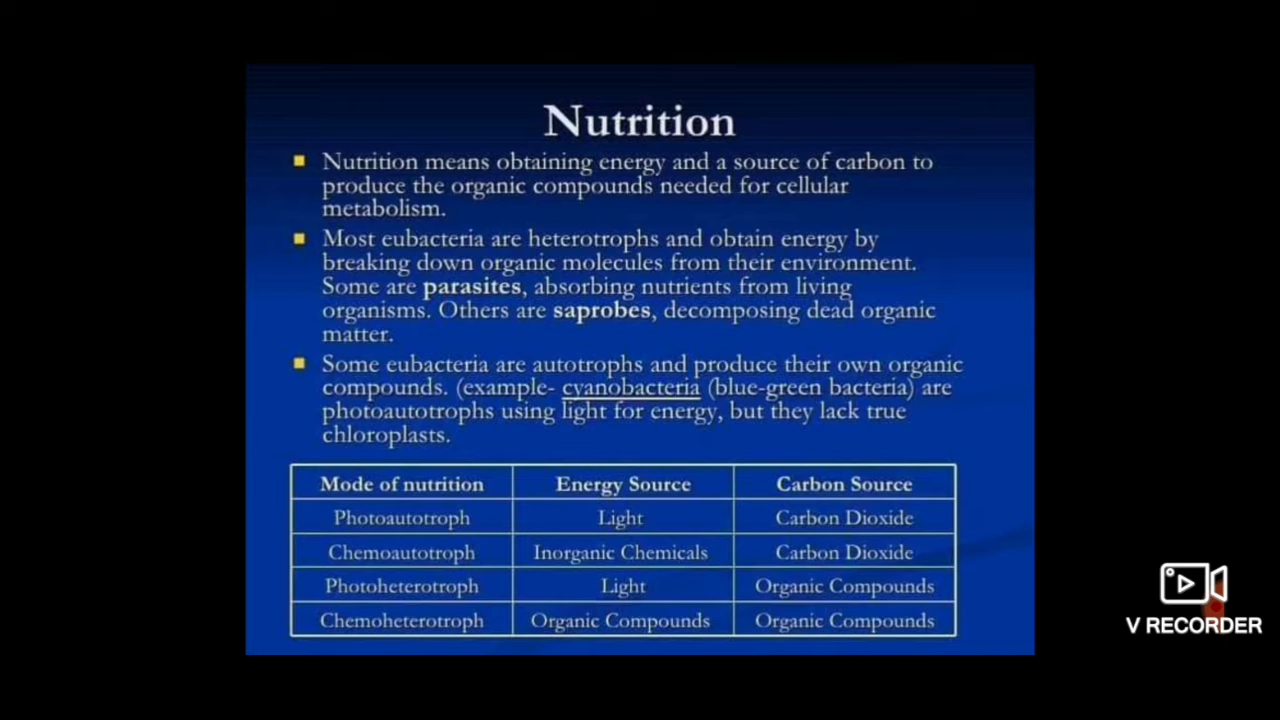 Nutrition
Nutrition means obtaining energy and a source of carbon to
produce the organic compounds needed for cellular
metabolism.
Most eubacteria are heterotrophs and obtain energy by
breaking down organic molecules from their environment.
Some are parasites, absorbing nutrients from living
organisms. Others are saprobes, decomposing dead organic
matter.
Some eubacteria are autotrophs and produce their own organic
compounds. (example- cyanobacteria (blue-green bacteria) are
photoautotrophs using light for energy, but they lack true
chloroplasts.
Mode of nutrition Energy Source Carbon Source
Photoautotroph Light Carbon Dioxide
Chemoautotroph Inorganic Chemicals Carbon Dioxide
Photoheterotroph Light Organic Compounds
Chemoheterotroph Organic Compounds Organic Compounds
V RECORDER